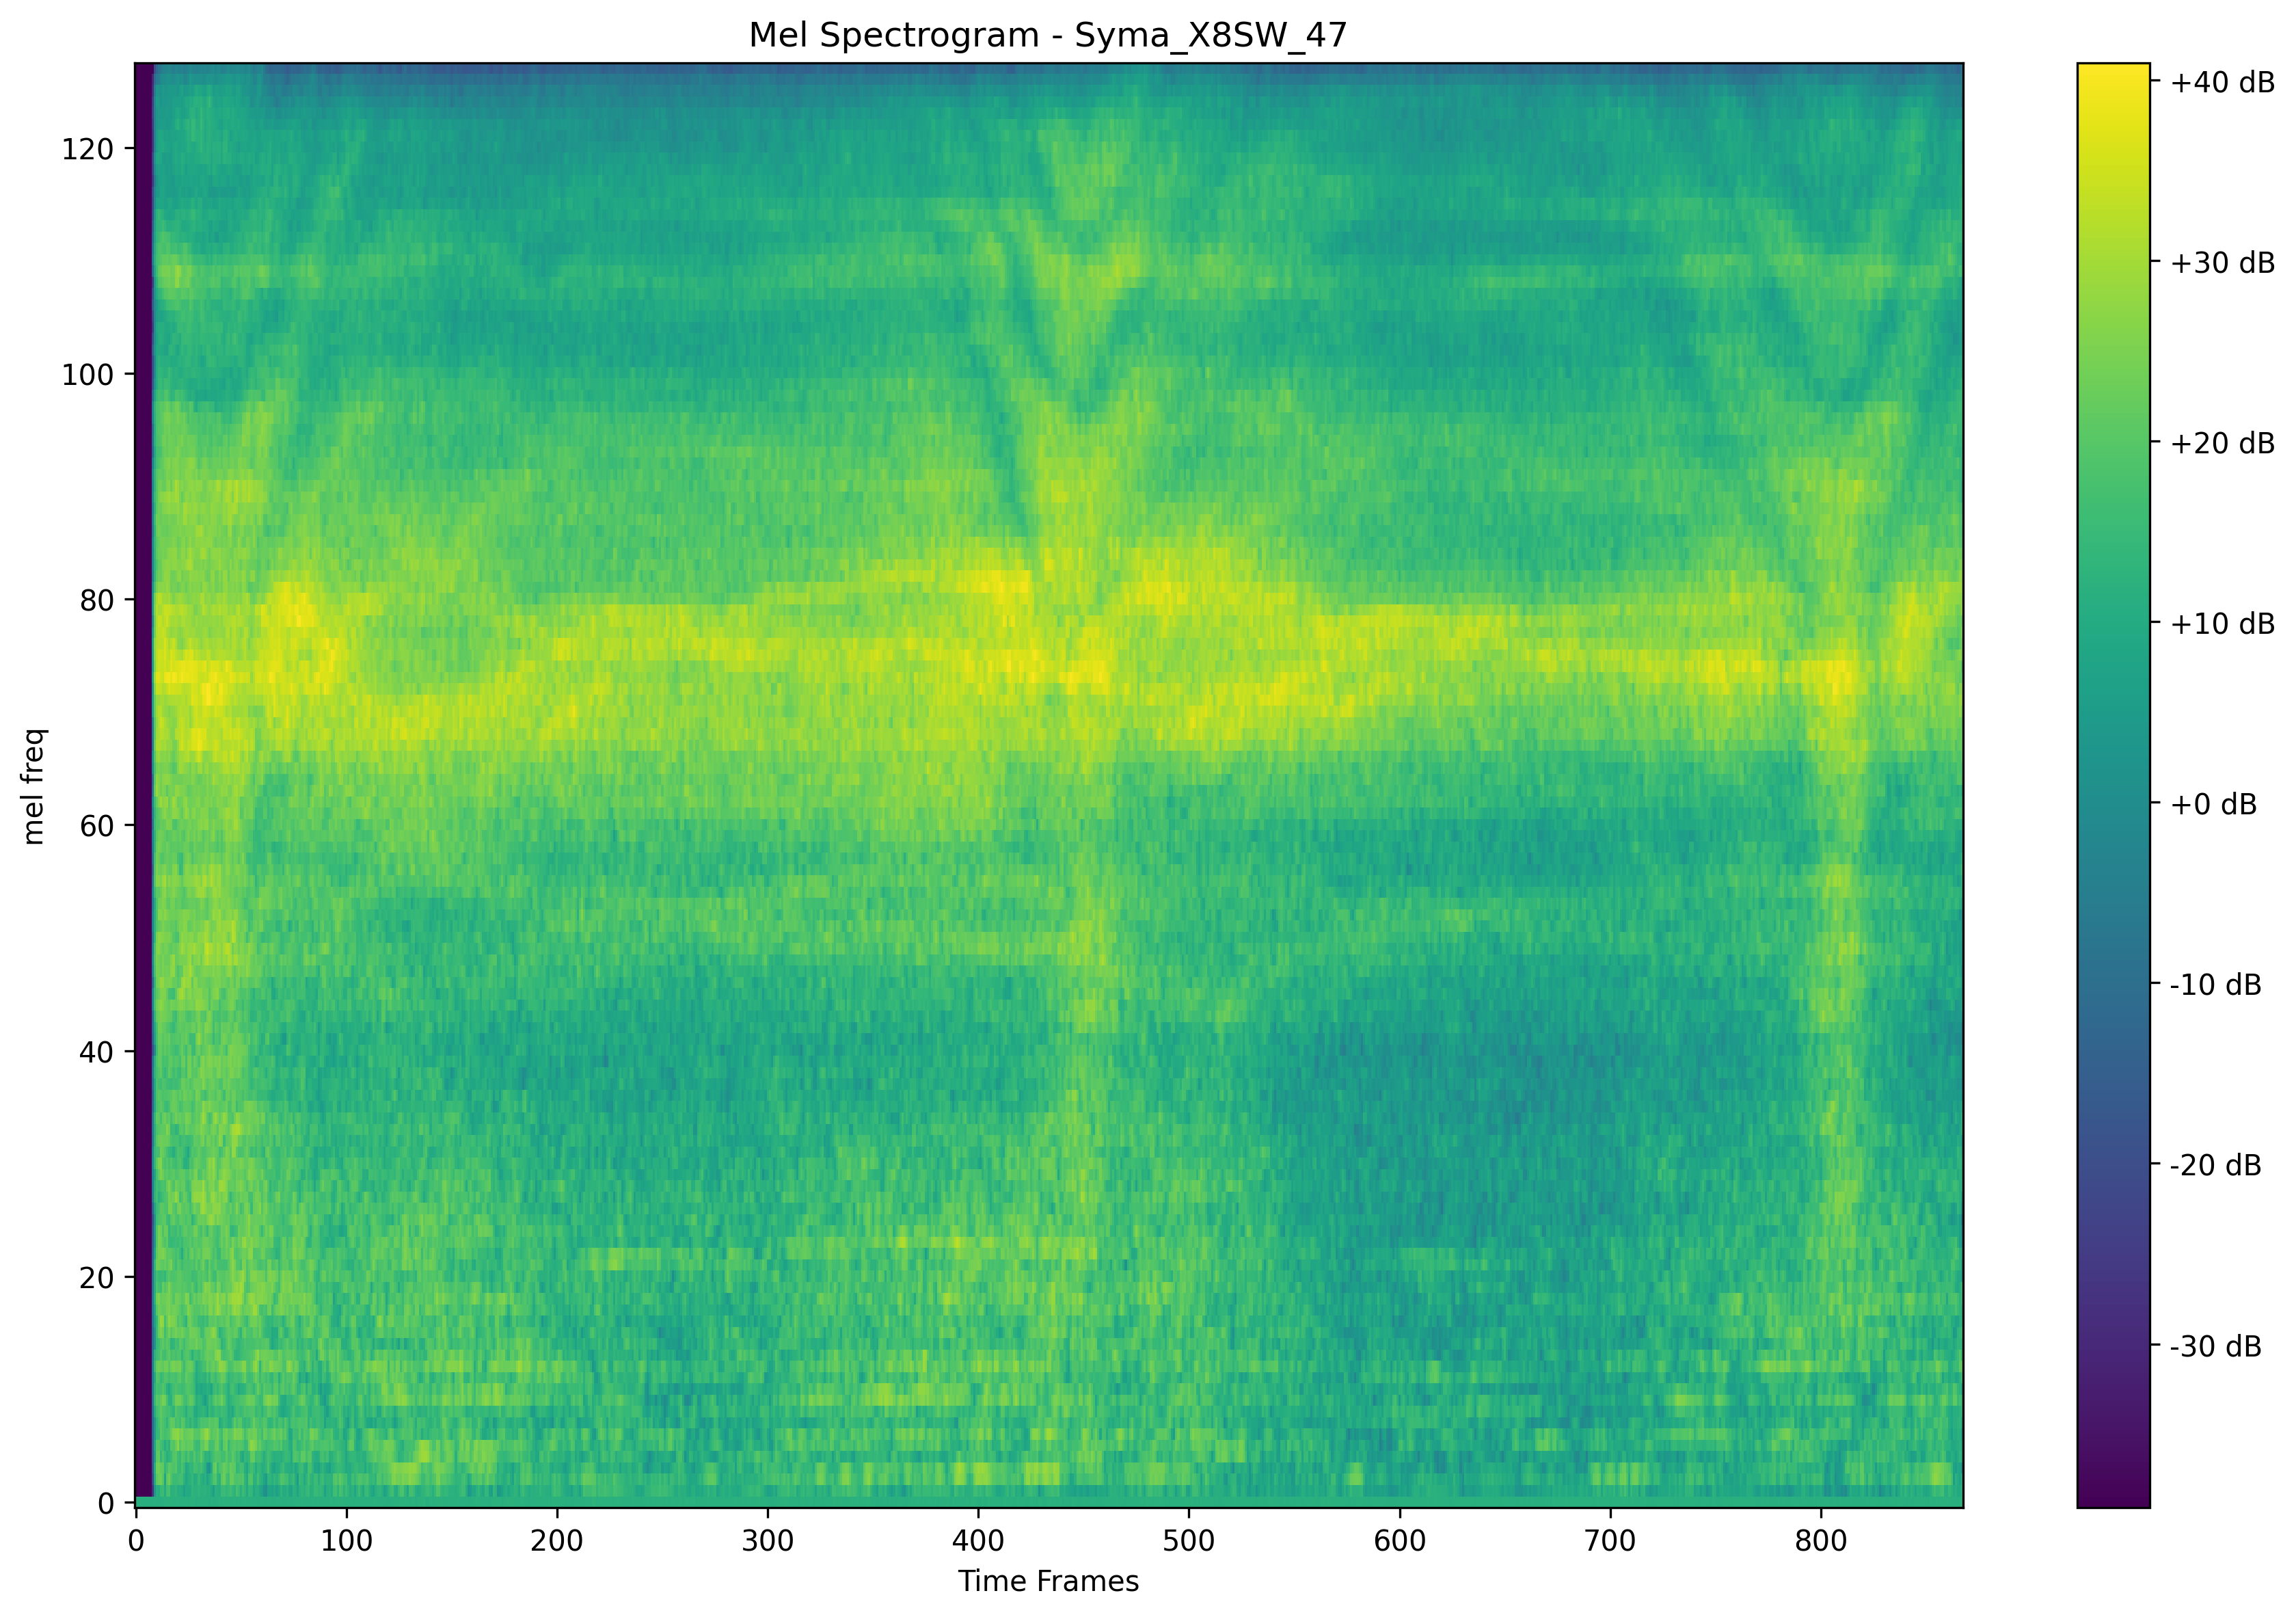 Mel Spectrogram - Syma_X8SW_47
mel freq
120
100
80
60
40
20
0
0 100 200 300 400 500 600 700 800
Time Frames
+40 dB
+30 dB
+20 dB
+10 dB
+0 dB
-10 dB
-20 dB
-30 dB